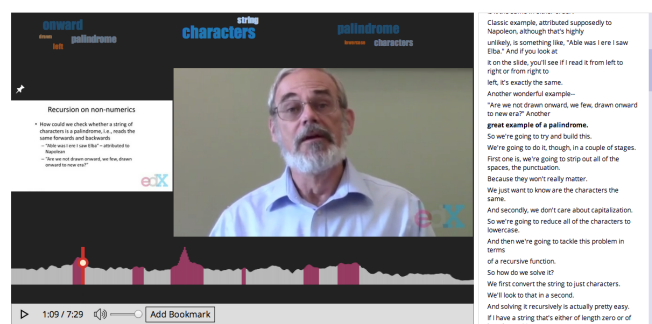 onward
drawn
palindrome
left
string
characters
palindrome
lowercase
characters
Recursion on non-numerics
• How could we check whether a string of
characters is a palindrome, i.e., reads the
same forwards and backwards
– "Able was I ere I saw Elba" – attributed to
Napoleon
– "Are we not drawn onward, we few, drawn
onward to new era?"
edX
e X
1:09 / 7:29
Add Bookmark
Classic example, attributed supposedly to
Napoleon, although that's highly
unlikely, is something like, "Able was I ere I saw
Elba." And if you look at
it on the slide, you'll see if I read it from left to
right or from right to
left, it's exactly the same.
Another wonderful example--
"Are we not drawn onward, we few, drawn onward
to new era?" Another
great example of a palindrome.
So we're going to try and build this.
We're going to do it, though, in a couple of stages.
First one is, we're going to strip out all of the
spaces, the punctuation.
Because they won't really matter.
We just want to know are the characters the
same.
And secondly, we don't care about capitalization.
So we're going to reduce all of the characters to
lowercase.
And then we're going to tackle this problem in
terms
of a recursive function.
So how do we solve it?
We first convert the string to just characters.
We'll look to that in a second.
And solving it recursively is actually pretty easy.
If I have a string that's either of length zero or of